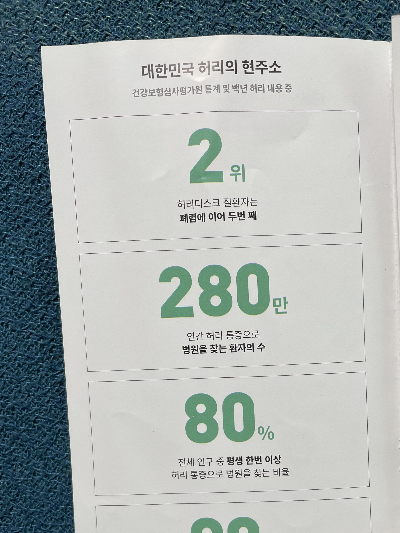 대한민국 허리의 현주소
건강보험심사평가원 통계 및 백년 허리 내용 중
2위
허리디스크 질환자는
폐렴에 이어 두번 째
280만
연간 허리 통증으로
병원을 찾는 환자의 수
80%
전체 인구 중 평생 한번 이상
허리 통증으로 병원을 찾는 비율